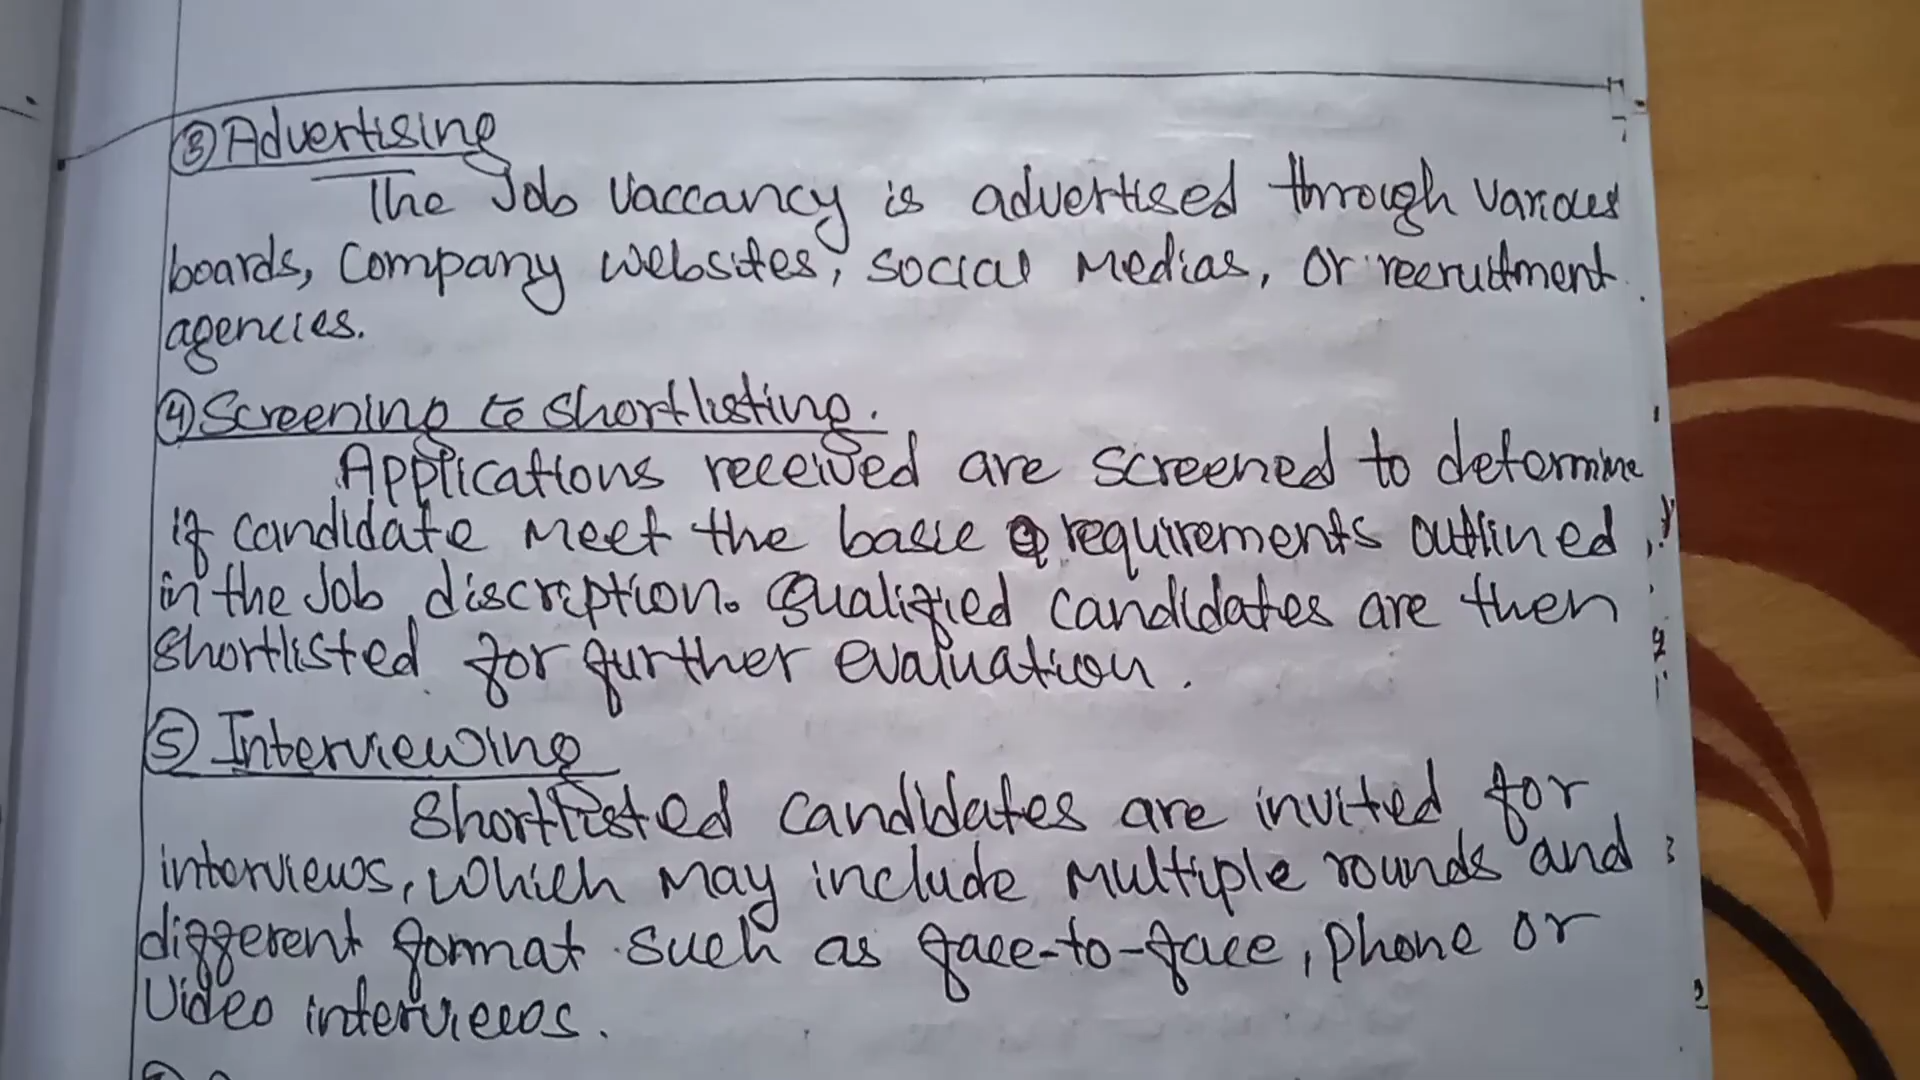 ③ Advertising
The Job Vaccancy is advertised through various
boards, Company websites, social Medias, or recruitment
agencies.
④ Screening to shortlisting.
Applications received are screened to determine
if candidate meet the basic requirements outlined
in the Job discription. Qualified candidates are then
shortlisted for further evaluation.
⑤ Interviewing
Shortlisted candidates are invited for
interviews, which may include multiple rounds and
different format such as face-to-face, phone or
Video interviews.